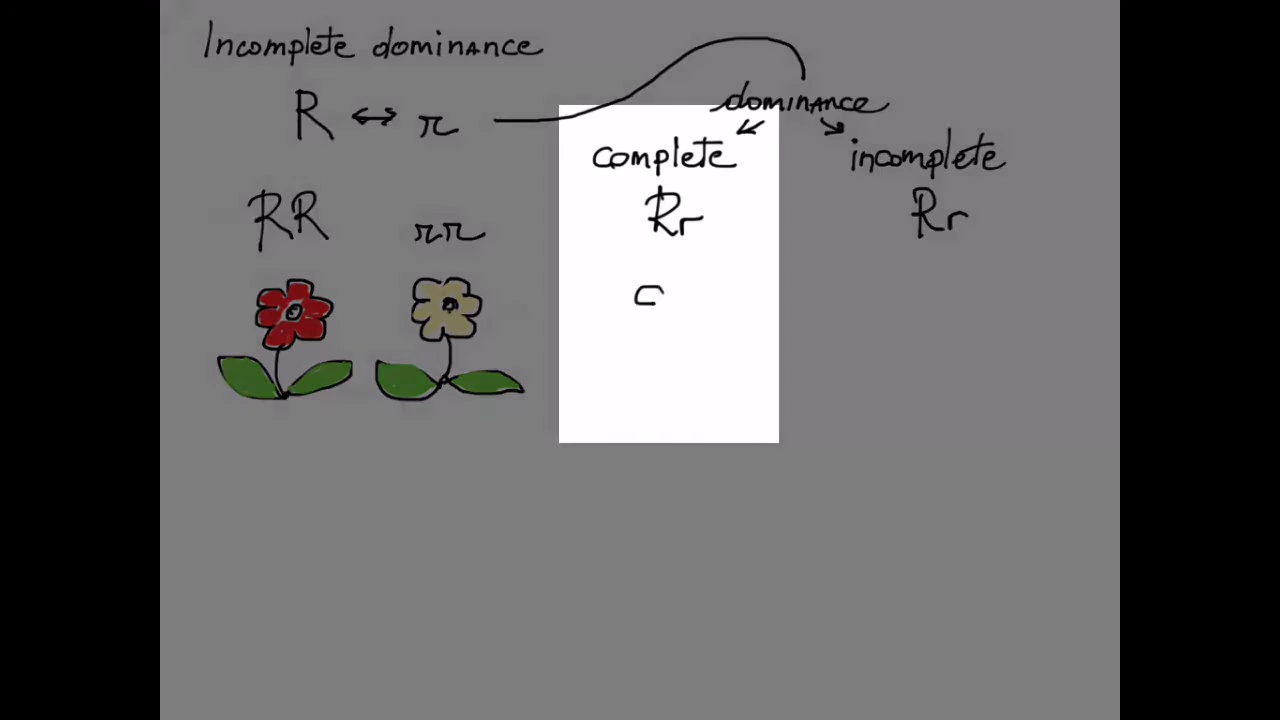 Incomplete dominance
R ↔ r
dominance
complete
incomplete
RR
rr
Rr
Rr